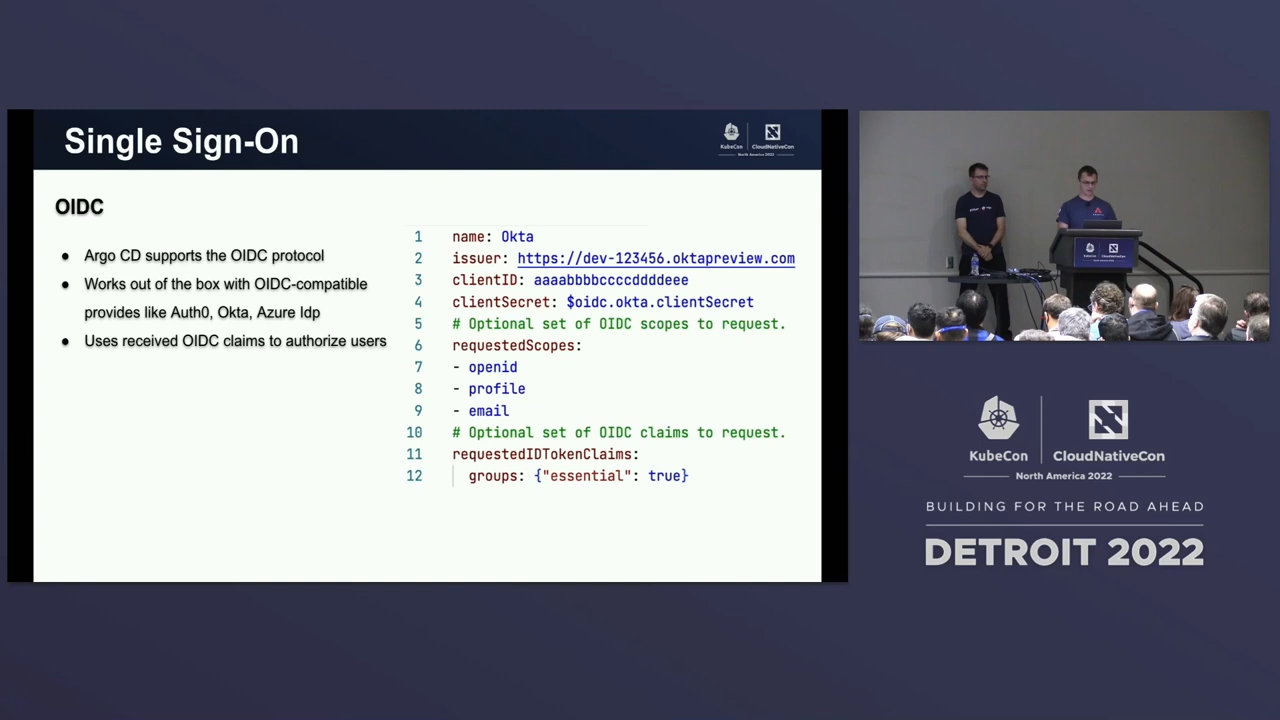 Single Sign-On
KubeCon
CloudNativeCon
North America 2022
OIDC
● Argo CD supports the OIDC protocol
● Works out of the box with OIDC-compatible
provides like Auth0, Okta, Azure Idp
● Uses received OIDC claims to authorize users
1 name: Okta
2 issuer: https://dev-123456.oktapreview.com
3 clientID: aaaabbbbccccddddeee
4 clientSecret: $oidc.okta.clientSecret
5 # Optional set of OIDC scopes to request.
6 requestedScopes:
7 - openid
8 - profile
9 - email
10 # Optional set of OIDC claims to request.
11 requestedIDTokenClaims:
12 groups: {"essential": true}
KubeCon
CloudNativeCon
North America 2022
BUILDING FOR THE ROAD AHEAD
DETROIT 2022